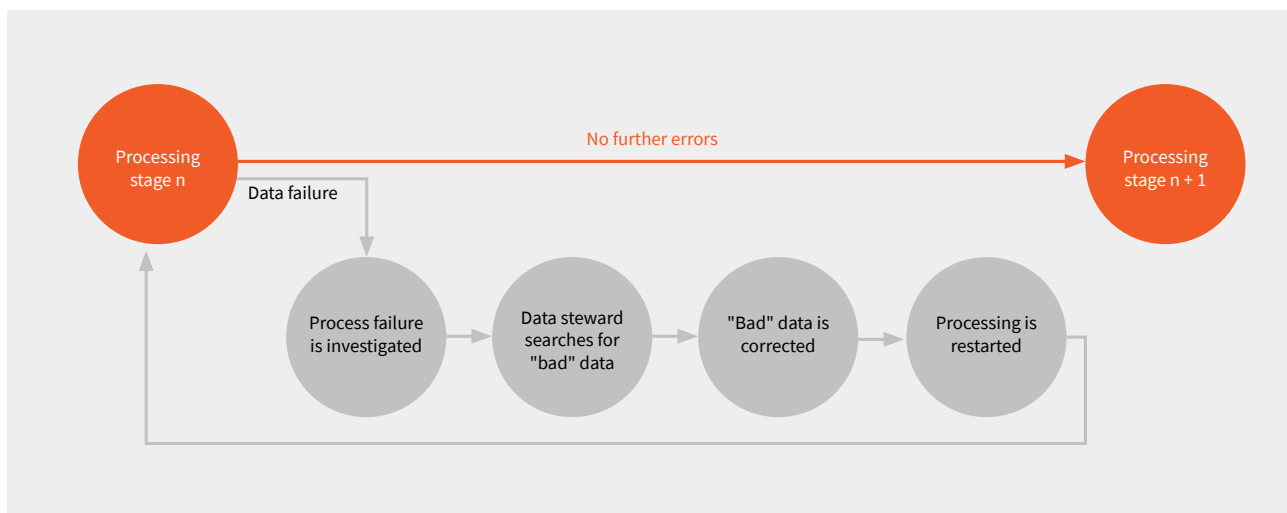 No further errors
Processing
stage n
Processing
stage n + 1
Data failure
Process failure
is investigated
Data steward
searches for
"bad" data
"Bad" data is
corrected
Processing is
restarted